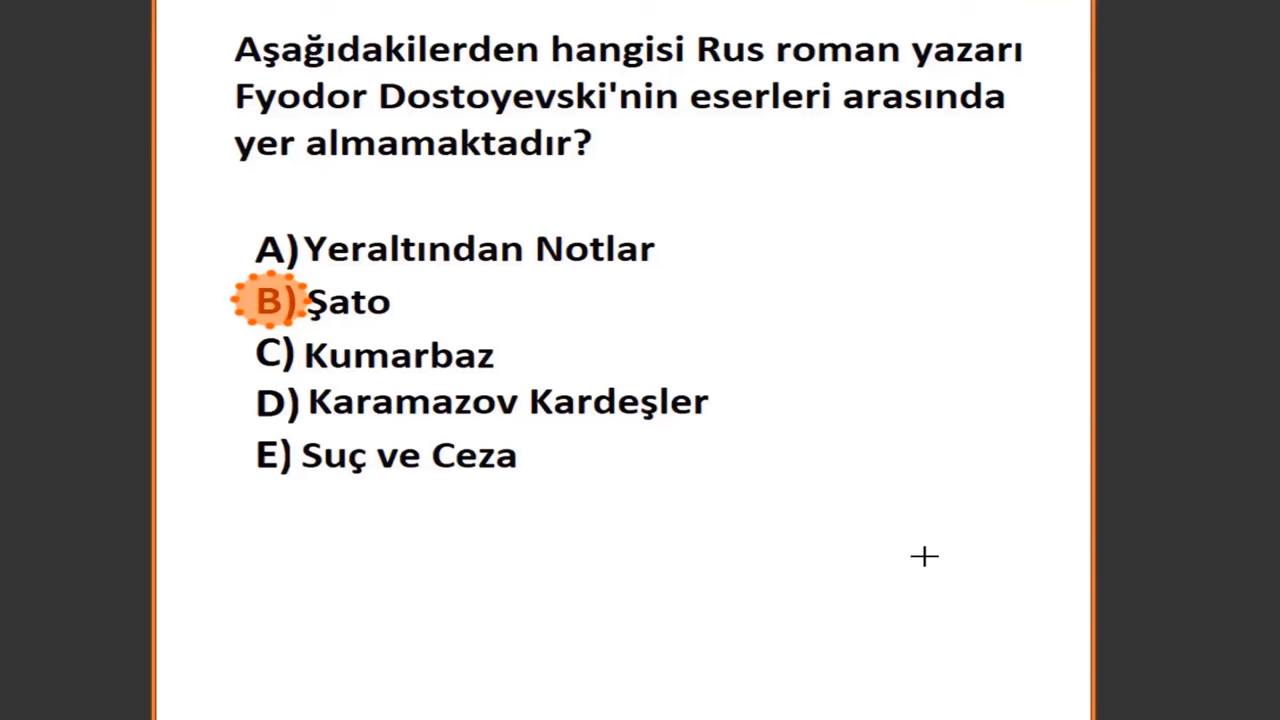 Aşağıdakilerden hangisi Rus roman yazarı
Fyodor Dostoyevski'nin eserleri arasında
yer almamaktadır?
A) Yeraltından Notlar
B) Şato
C) Kumarbaz
D) Karamazov Kardeşler
E) Suç ve Ceza